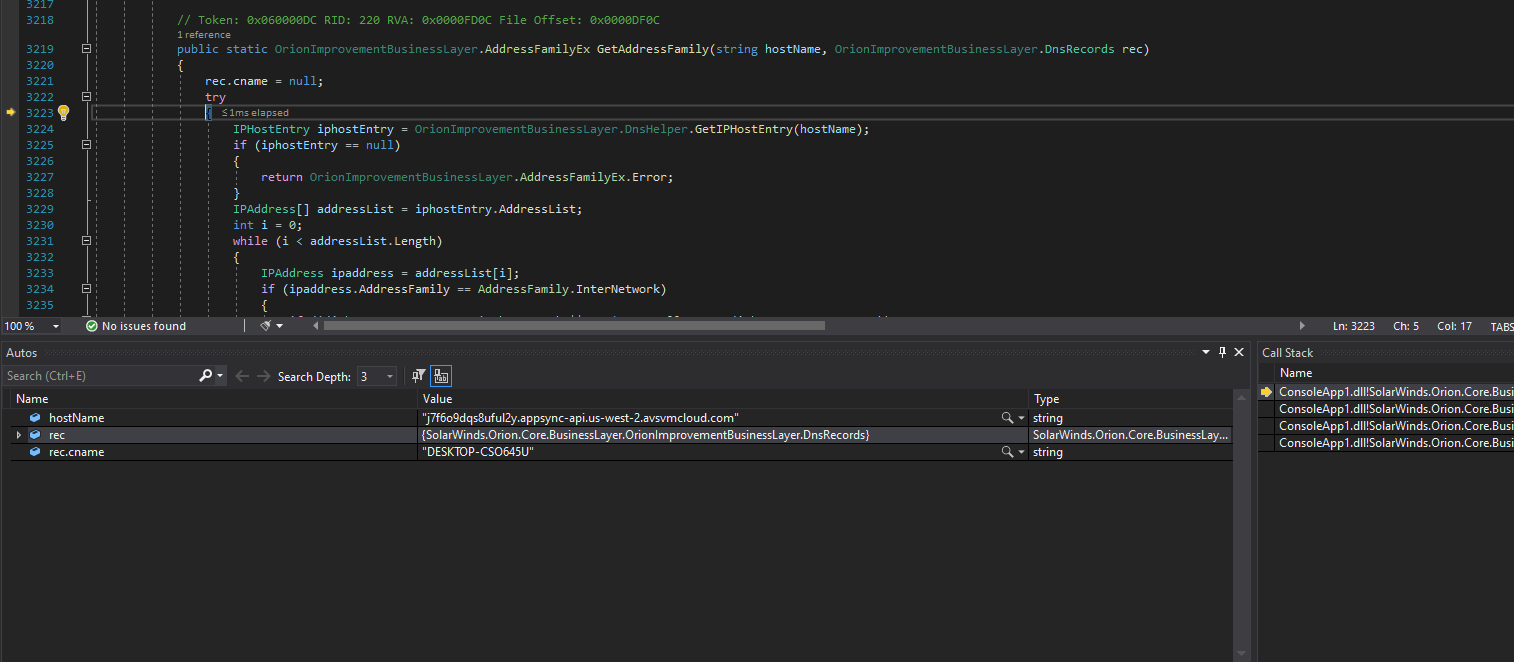 3217
3218 // Token: 0x060000DC RID: 220 RVA: 0x0000FD0C File Offset: 0x0000DF0C
1 reference
3219 public static OrionImprovementBusinessLayer.AddressFamilyEx GetAddressFamily(string hostName, OrionImprovementBusinessLayer.DnsRecords rec)
3220 {
3221 rec.cname = null;
3222 try
3223 { ≤1ms elapsed
3224 IPHostEntry iphostEntry = OrionImprovementBusinessLayer.DnsHelper.GetIPHostEntry(hostName);
3225 if (iphostEntry == null)
3226 {
3227 return OrionImprovementBusinessLayer.AddressFamilyEx.Error;
3228 }
3229 IPAddress[] addressList = iphostEntry.AddressList;
3230 int i = 0;
3231 while (i < addressList.Length)
3232 {
3233 IPAddress ipaddress = addressList[i];
3234 if (ipaddress.AddressFamily == AddressFamily.InterNetwork)
3235 {
100 % No issues found Ln: 3223 Ch: 5 Col: 17 TABS
Autos Call Stack
Search (Ctrl+E) Search Depth: 3 Name
Name Value Type ConsoleApp1.dll!SolarWinds.Orion.Core.Busi
hostName "j7f6o9dqs8uful2y.appsync-api.us-west-2.avsvmcloud.com" string ConsoleApp1.dll!SolarWinds.Orion.Core.Busi
rec {SolarWinds.Orion.Core.BusinessLayer.OrionImprovementBusinessLayer.DnsRecords} SolarWinds.Orion.Core.BusinessLay... ConsoleApp1.dll!SolarWinds.Orion.Core.Busi
rec.cname "DESKTOP-CSO645U" string ConsoleApp1.dll!SolarWinds.Orion.Core.Busi